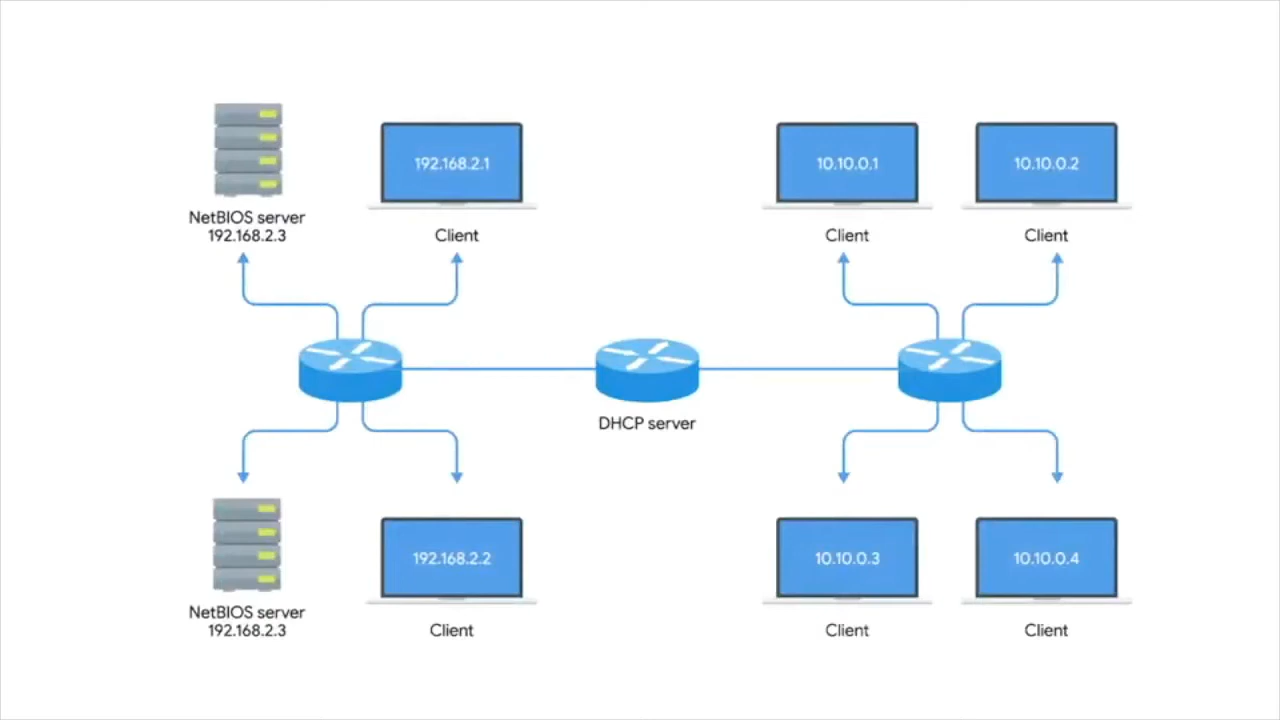 192.168.2.1
10.10.0.1
10.10.0.2
NetBIOS server
192.168.2.3
Client
Client
Client
DHCP server
192.168.2.2
10.10.0.3
10.10.0.4
NetBIOS server
192.168.2.3
Client
Client
Client